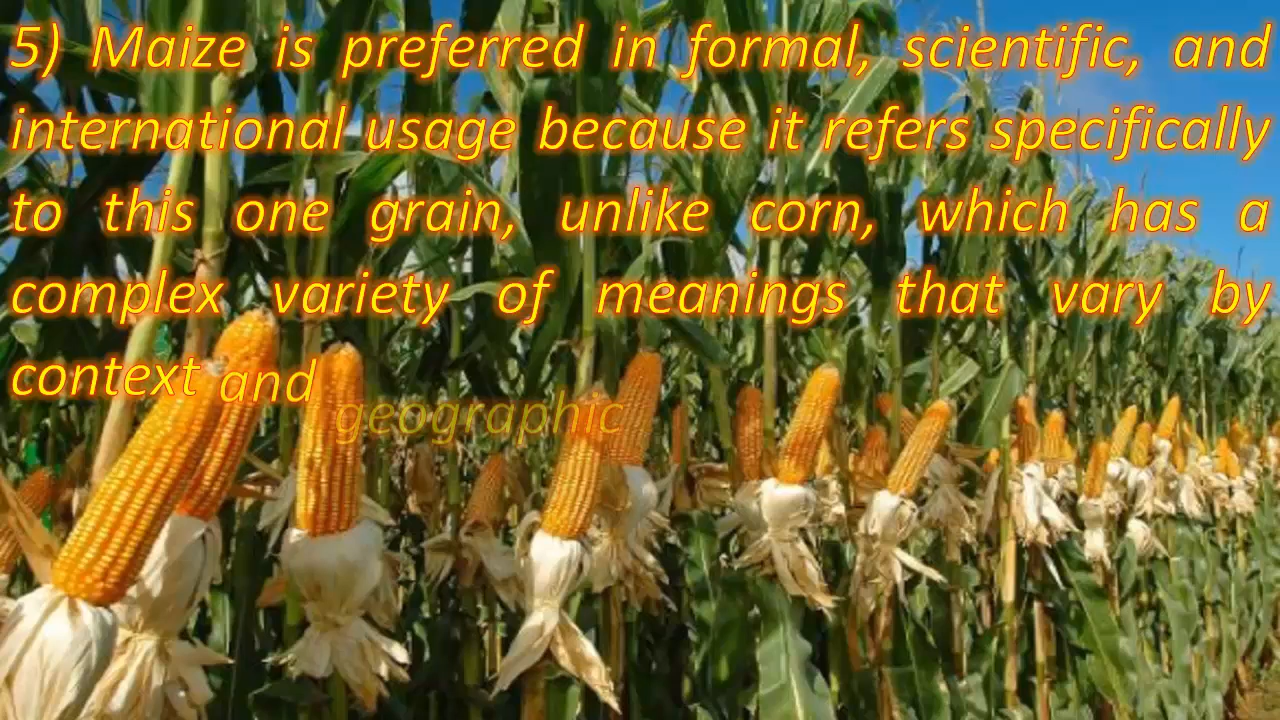 5) Maize is preferred in formal, scientific, and
international usage because it refers specifically
to this one grain, unlike corn, which has a
complex variety of meanings that vary by
context and geographic